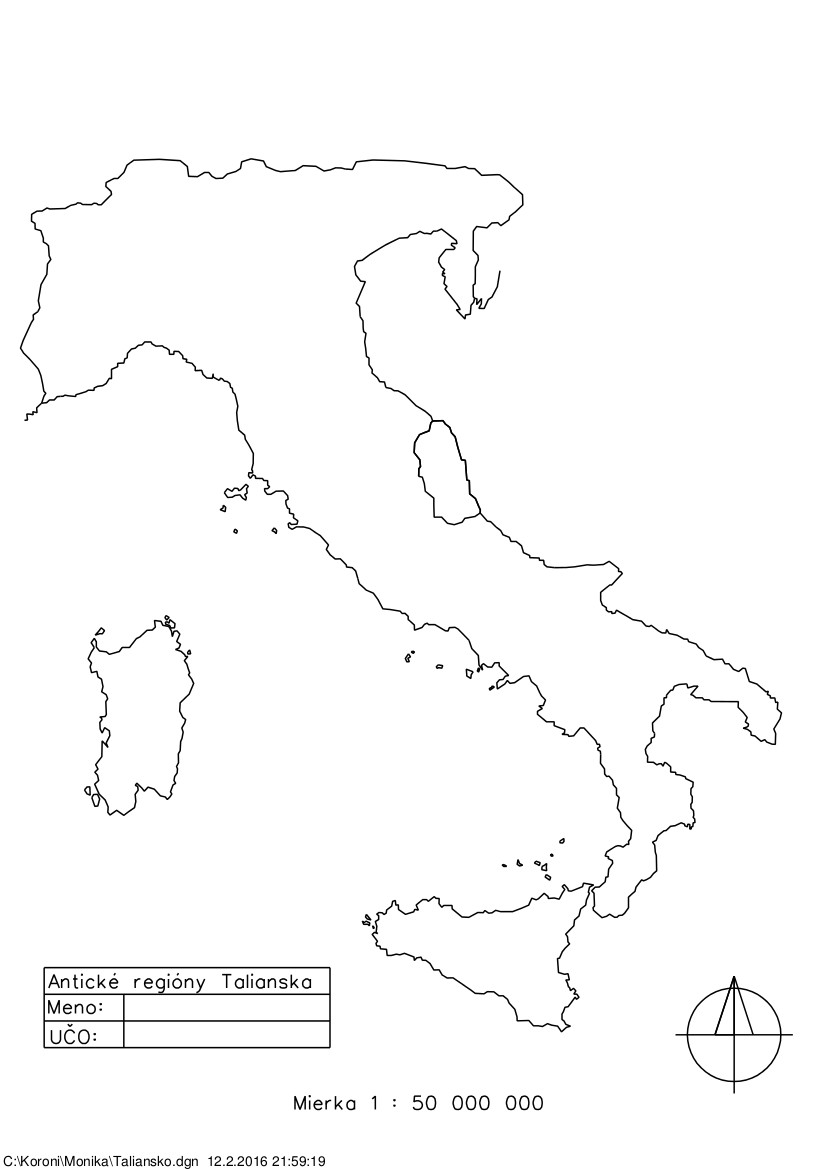 Antické regióny Talianska
Meno:
UČO:
Mierka 1 : 50 000 000
C:\Koroni\Monika\Taliansko.dgn 12.2.2016 21:59:19